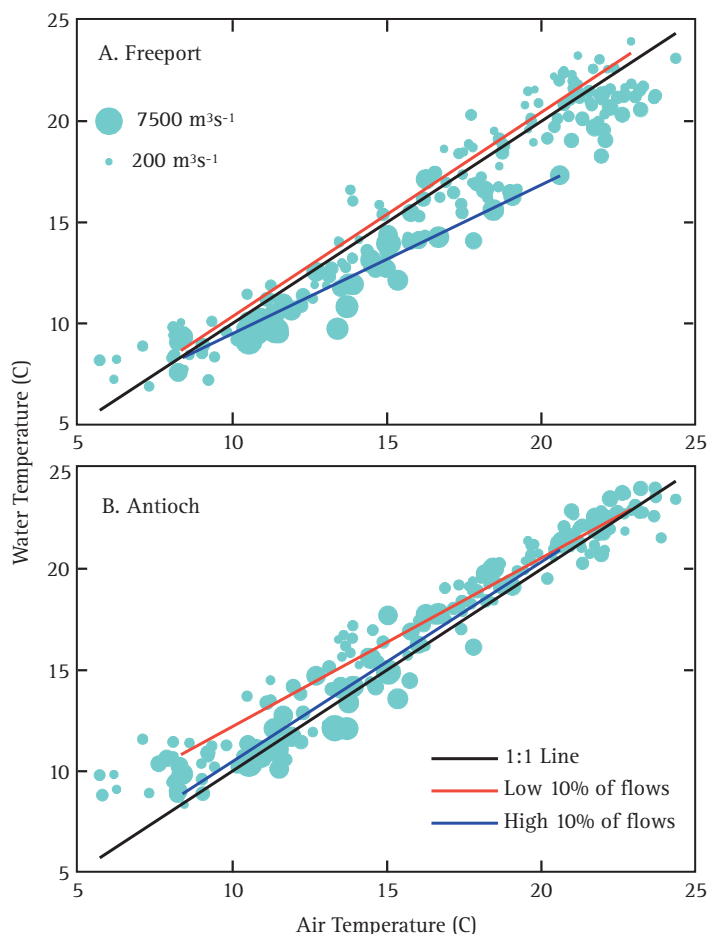 A. Freeport
7500 m³s⁻¹
200 m³s⁻¹
20
15
10
5
5
10
15
20
25
Water Temperature (C)
25
B. Antioch
20
15
10
5
1:1 Line
Low 10% of flows
High 10% of flows
5
10
15
20
25
Air Temperature (C)